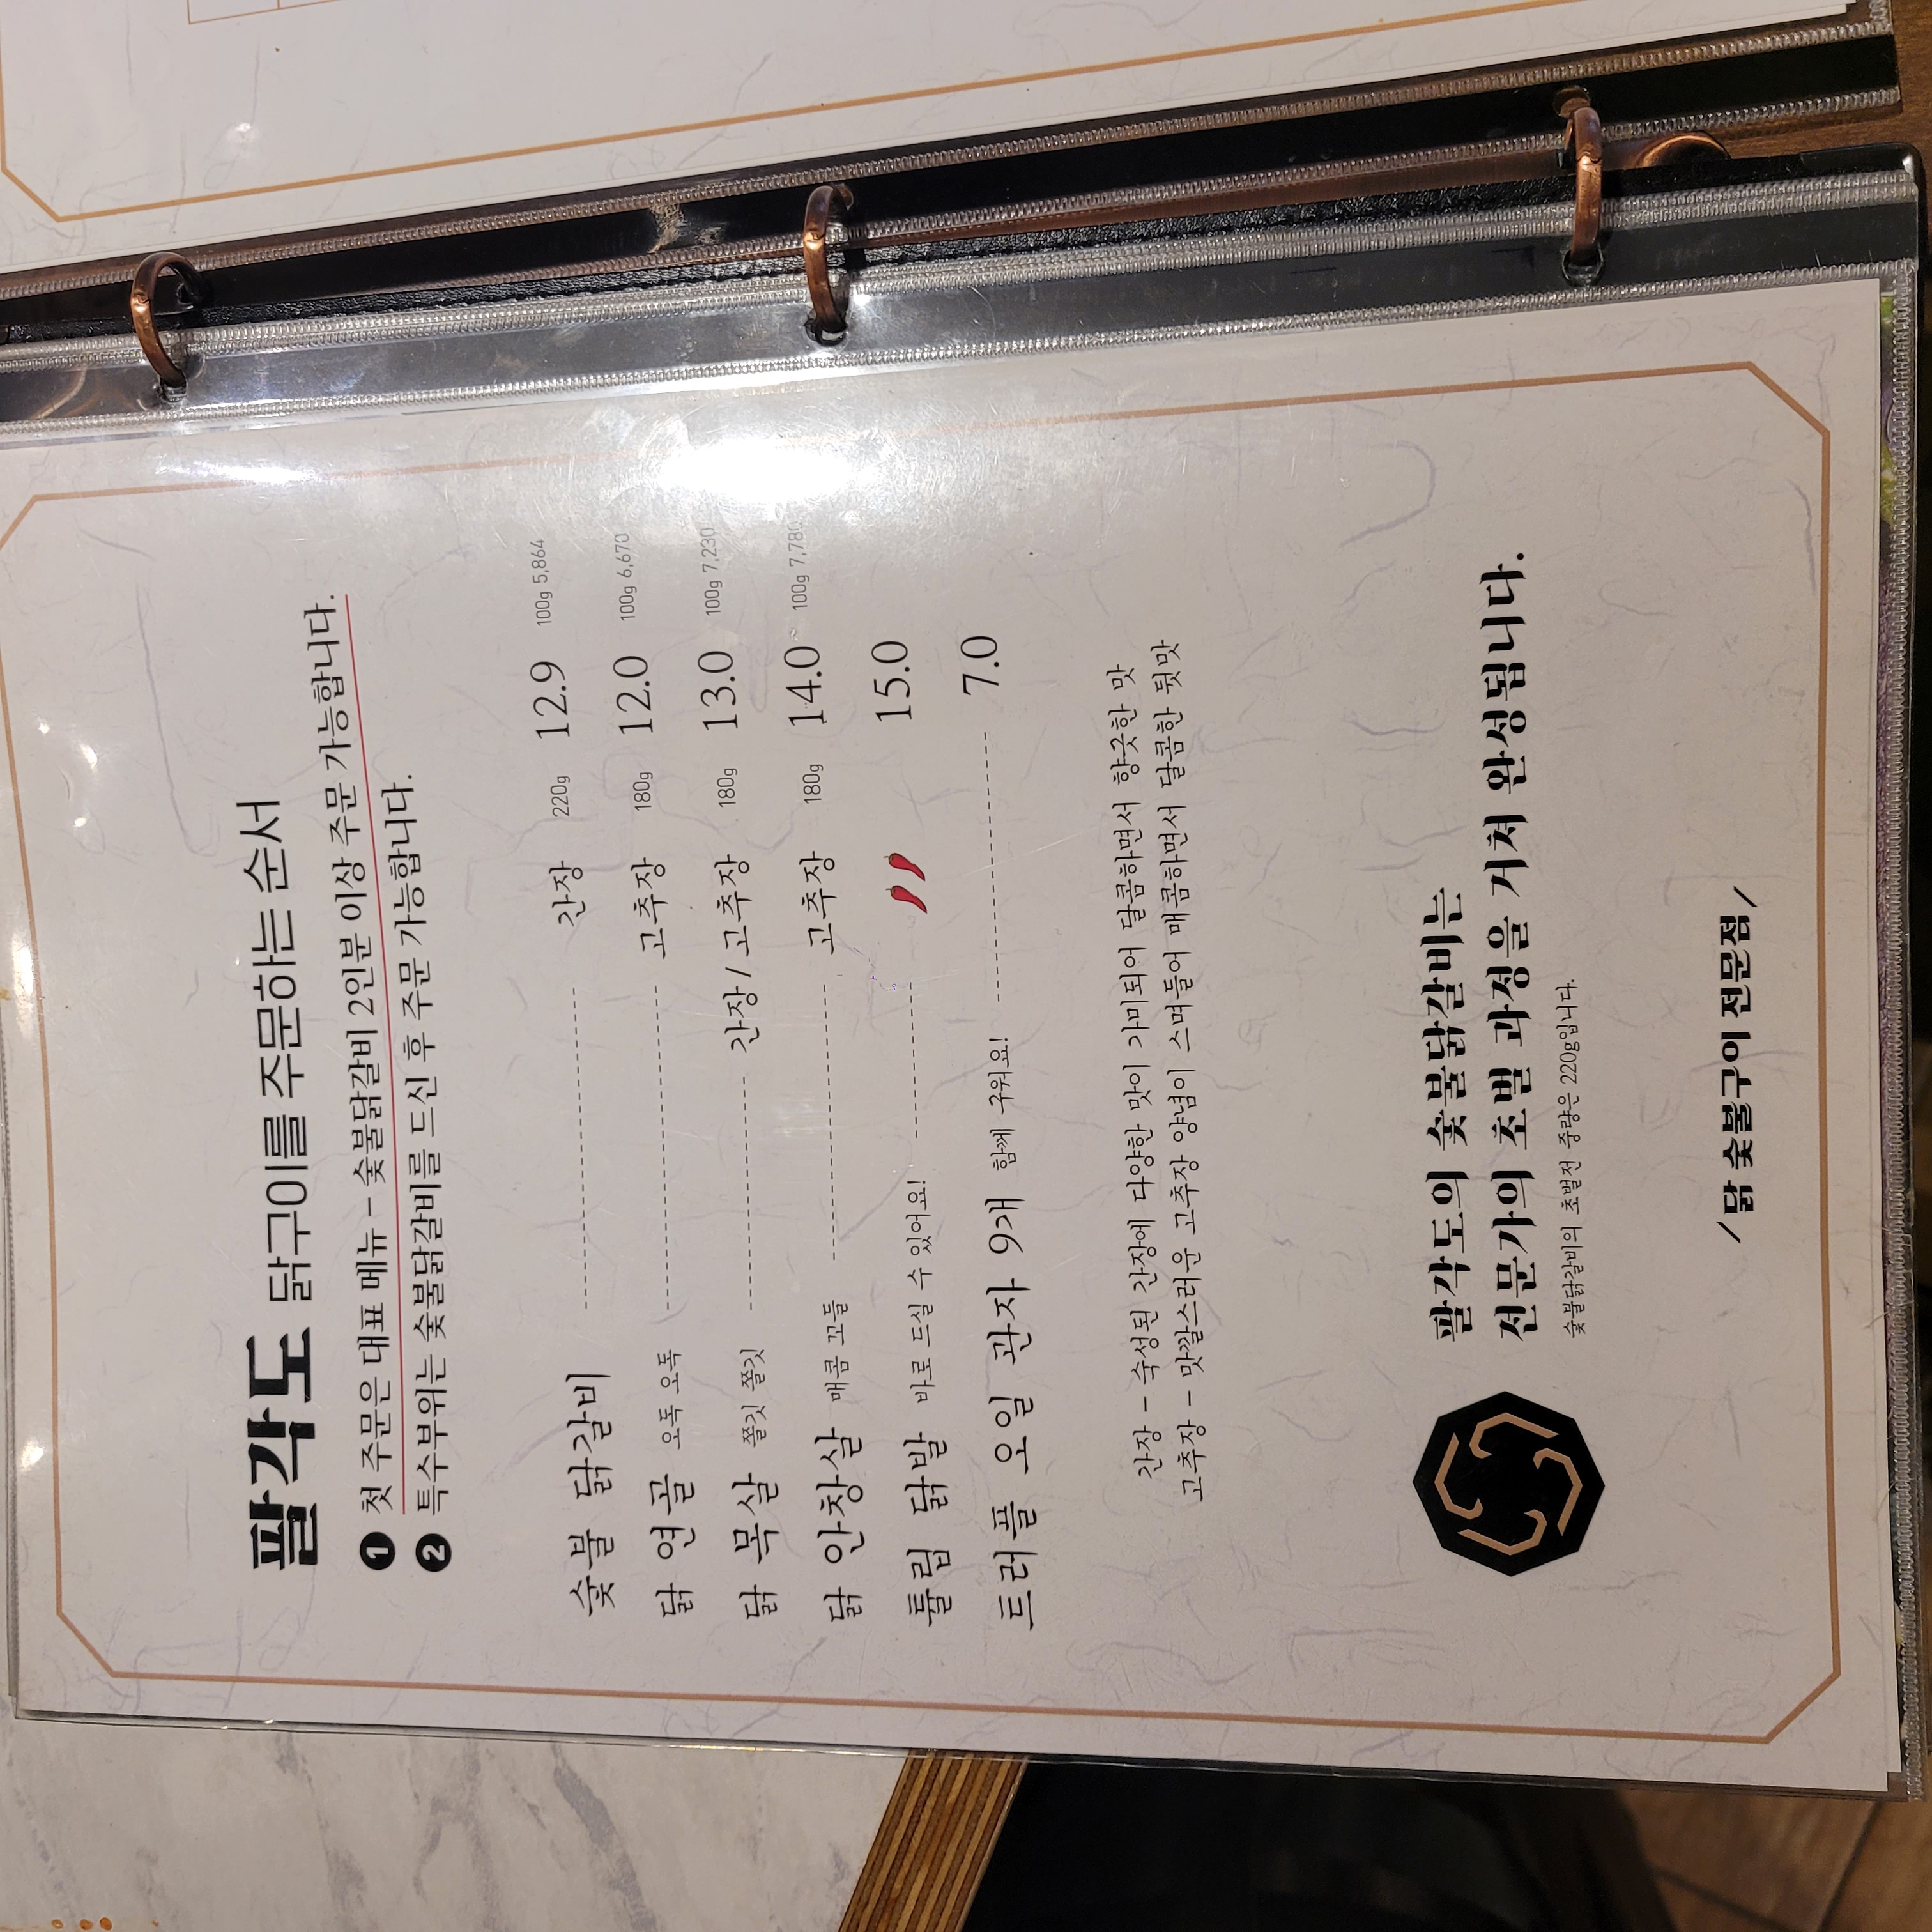 팔각도 닭구이를 주문하는 순서
1 첫 주문은 대표 메뉴 - 숯불닭갈비 2인분 이상 주문 가능합니다.
2 특수부위는 숯불닭갈비를 드신 후 주문 가능합니다.
숯불 닭갈비 간장 220g 12.9 100g 5,864
닭 연골 오독 오독 고추장 180g 12.0 100g 6,670
닭 목살 쫄깃 쫄깃 간장 / 고추장 180g 13.0 100g 7,230
닭 안창살 매콤 꼬들 고추장 180g 14.0 100g 7,780
튤립 닭발 바로 드실 수 있어요! 15.0
트러플 오일 관자 9개 함께 구워요! 7.0
간장 - 숙성된 간장에 다양한 맛이 가미되어 달콤하면서 향긋한 맛
고추장 - 맛깔스러운 고추장 양념이 스며들어 매콤하면서 달콤한 뒷맛
팔각도의 숯불닭갈비는
전문가의 초벌 과정을 거쳐 완성됩니다.
숯불닭갈비의 초벌전 중량은 220g입니다.
/ 닭 숯불구이 전문점 /